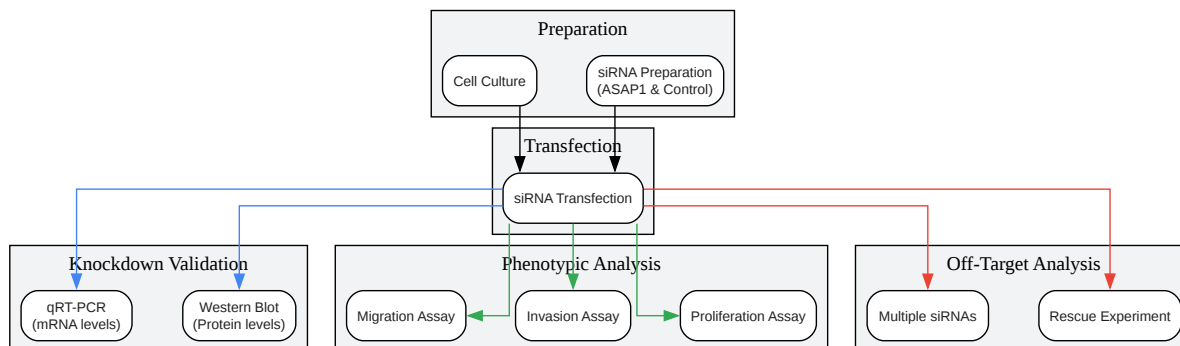 Preparation
Cell Culture
siRNA Preparation
(ASAP1 & Control)
Transfection
siRNA Transfection
Knockdown Validation
qRT-PCR
(mRNA levels)
Western Blot
(Protein levels)
Phenotypic Analysis
Migration Assay
Invasion Assay
Proliferation Assay
Off-Target Analysis
Multiple siRNAs
Rescue Experiment